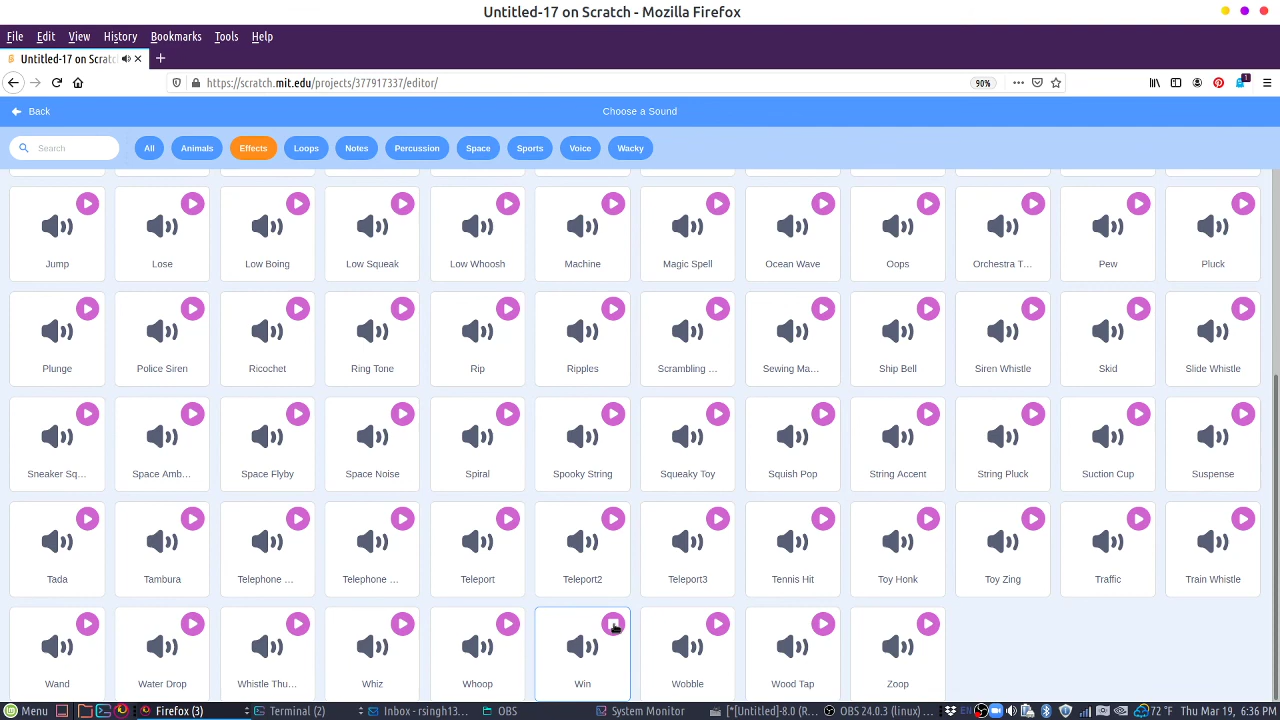 Untitled-17 on Scratch - Mozilla Firefox
File Edit View History Bookmarks Tools Help
Untitled-17 on Scratc
https://scratch.mit.edu/projects/377917337/editor/ 90% 1
Back Choose a Sound
Search All Animals Effects Loops Notes Percussion Space Sports Voice Wacky
Jump Lose Low Boing Low Squeak Low Whoosh Machine Magic Spell Ocean Wave Oops Orchestra T... Pew Pluck
Plunge Police Siren Ricochet Ring Tone Rip Ripples Scrambling ... Sewing Ma... Ship Bell Siren Whistle Skid Slide Whistle
Sneaker Sq... Space Amb... Space Flyby Space Noise Spiral Spooky String Squeaky Toy Squish Pop String Accent String Pluck Suction Cup Suspense
Tada Tambura Telephone ... Telephone ... Teleport Teleport2 Teleport3 Tennis Hit Toy Honk Toy Zing Traffic Train Whistle
Wand Water Drop Whistle Thu... Whiz Whoop Win Wobble Wood Tap Zoop
Menu Firefox (3) Terminal (2) Inbox - rsingh13... OBS System Monitor [*[Untitled]-8.0 (R... OBS 24.0.3 (linux) ... 72°F Thu Mar 19, 6:36 PM